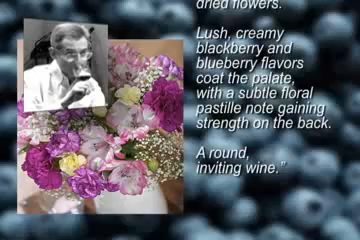 dried flowers.
Lush, creamy
blackberry and
blueberry flavors
coat the palate,
with a subtle floral
pastille note gaining
strength on the back.
A round,
inviting wine.”